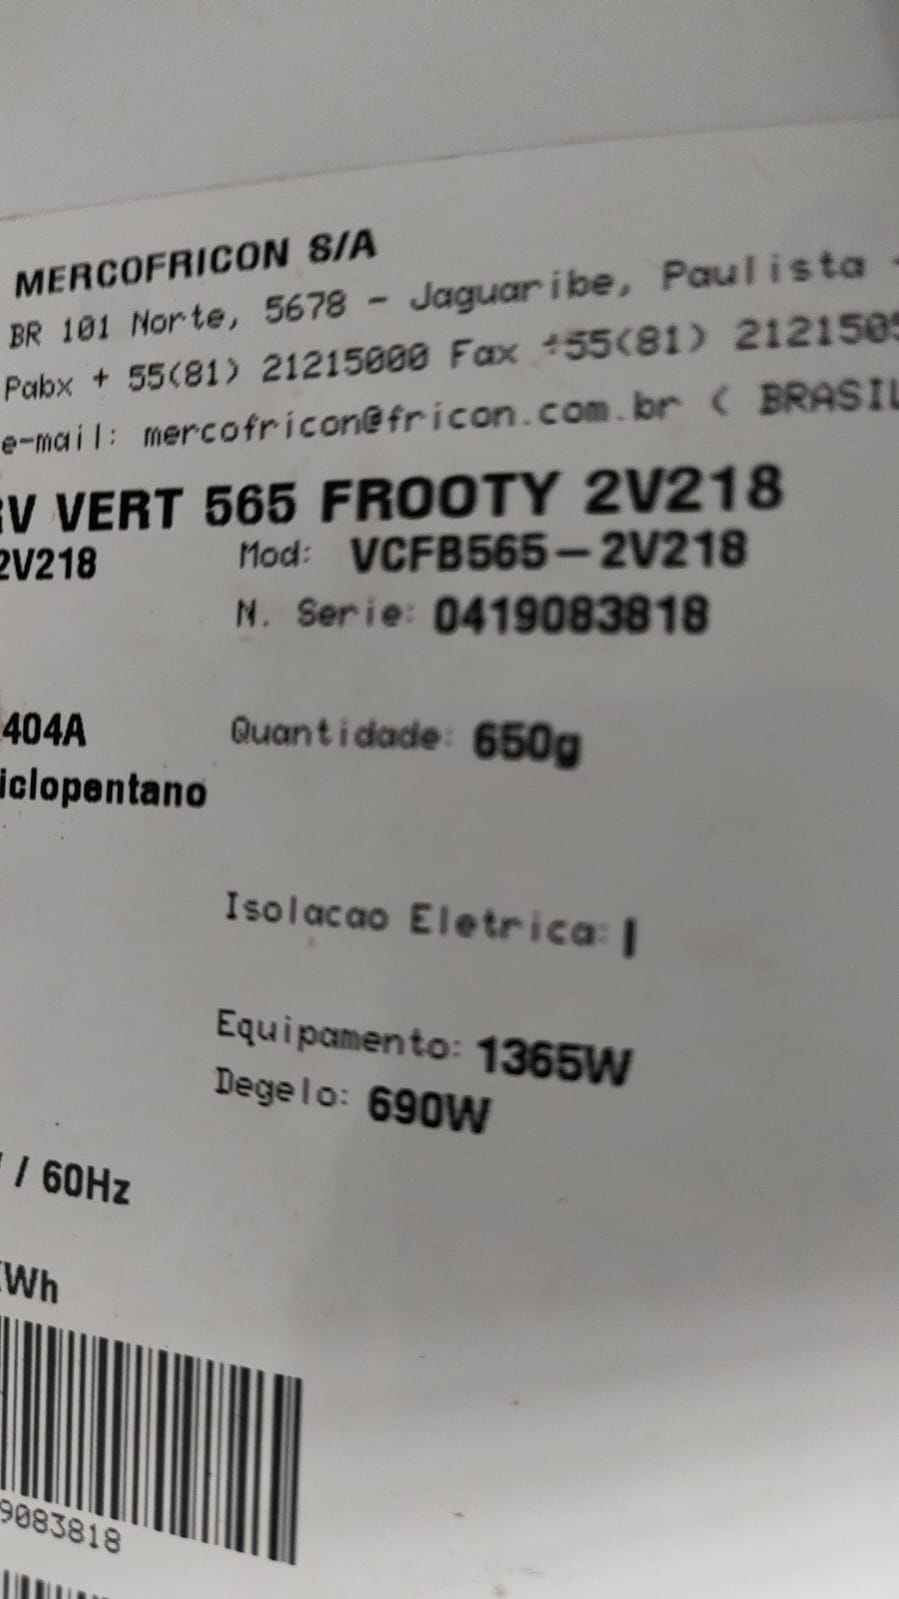 MERCOFRICON S/A
BR 101 Norte, 5678 - Jaguaribe, Paulista -
Pabx + 55(81) 21215000 Fax +55(81) 2121505
e-mail: mercofricon@fricon.com.br ( BRASIL
V VERT 565 FROOTY 2V218
2V218 Mod: VCFB565-2V218
N. Serie: 0419083818
404A Quantidade: 650g
iclopentano
Isolacao Eletrica: I
Equipamento: 1365W
Degelo: 690W
/ 60Hz
Wh
9083818